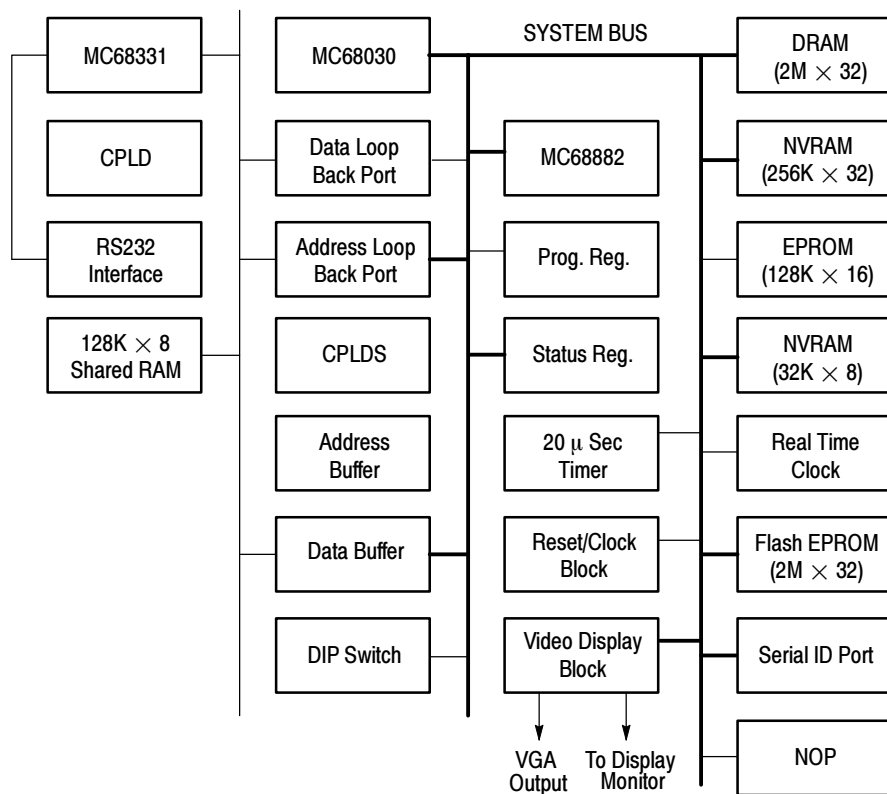 SYSTEM BUS
MC68331
CPLD
RS232
Interface
128K × 8
Shared RAM
MC68030
Data Loop
Back Port
Address Loop
Back Port
CPLDS
Address
Buffer
Data Buffer
DIP Switch
MC68882
Prog. Reg.
Status Reg.
20 μ Sec
Timer
Reset/Clock
Block
Video Display
Block
VGA
Output
To Display
Monitor
DRAM
(2M × 32)
NVRAM
(256K × 32)
EPROM
(128K × 16)
NVRAM
(32K × 8)
Real Time
Clock
Flash EPROM
(2M × 32)
Serial ID Port
NOP